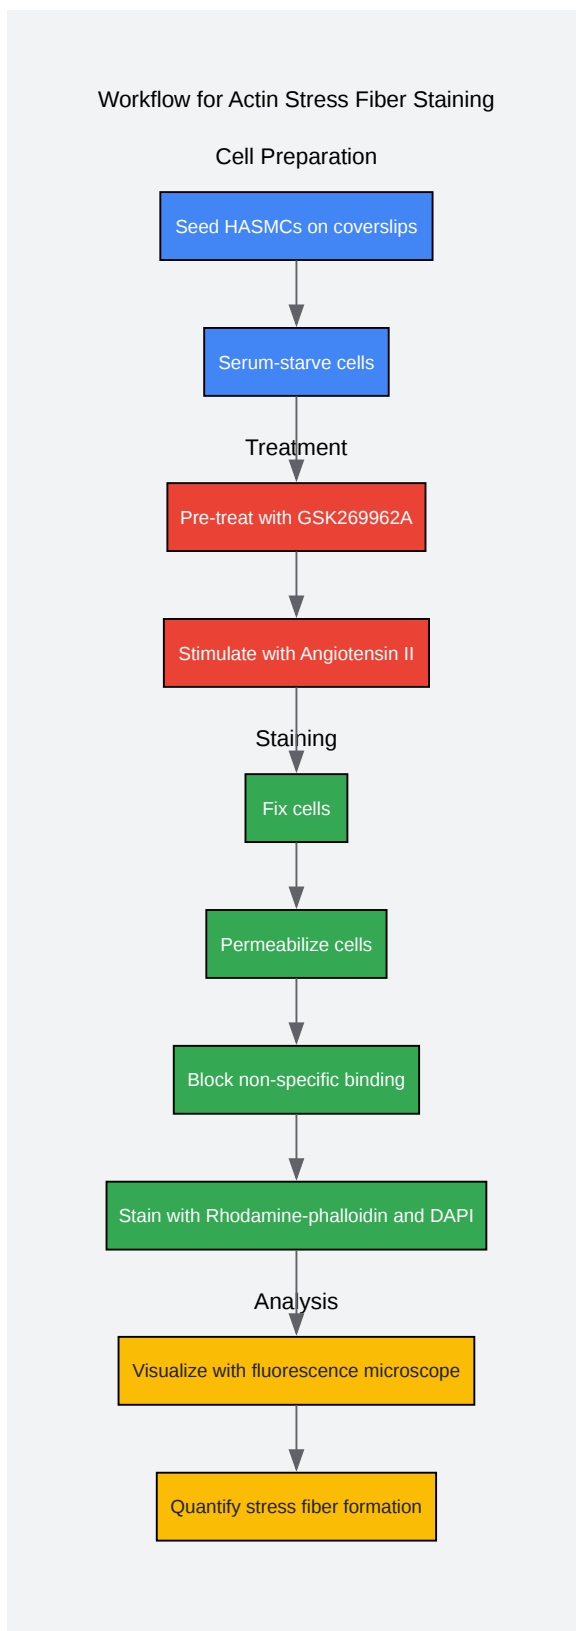 Workflow for Actin Stress Fiber Staining
Cell Preparation
Seed HASMCs on coverslips
Serum-starve cells
Treatment
Pre-treat with GSK269962A
Stimulate with Angiotensin II
Staining
Fix cells
Permeabilize cells
Block non-specific binding
Stain with Rhodamine-phalloidin and DAPI
Analysis
Visualize with fluorescence microscope
Quantify stress fiber formation